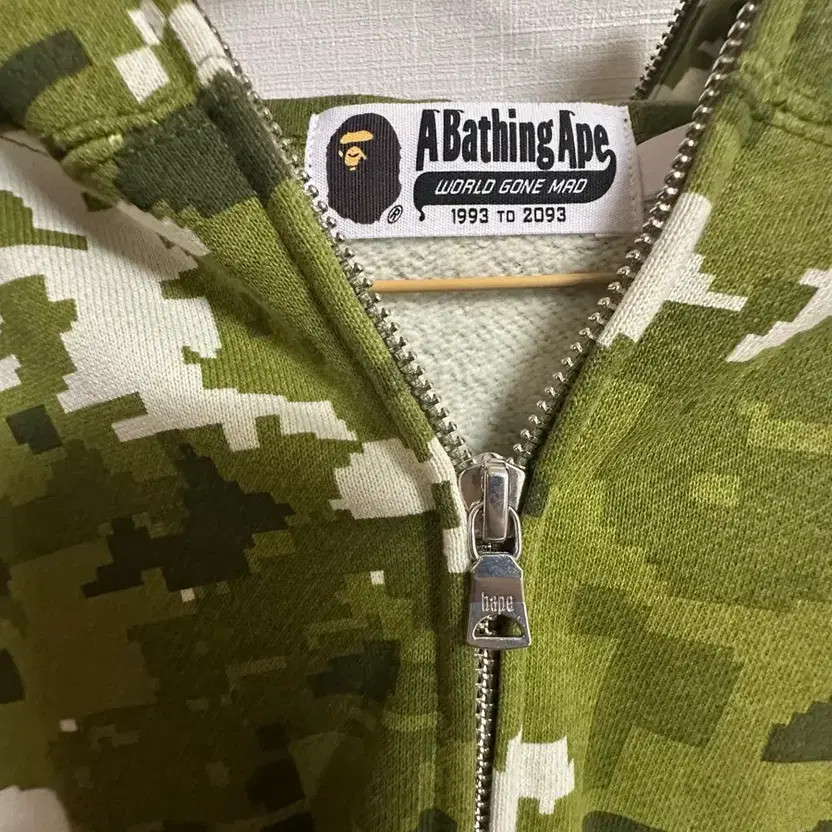 A Bathing Ape
®
WORLD GONE MAD
1993 TO 2093
bape